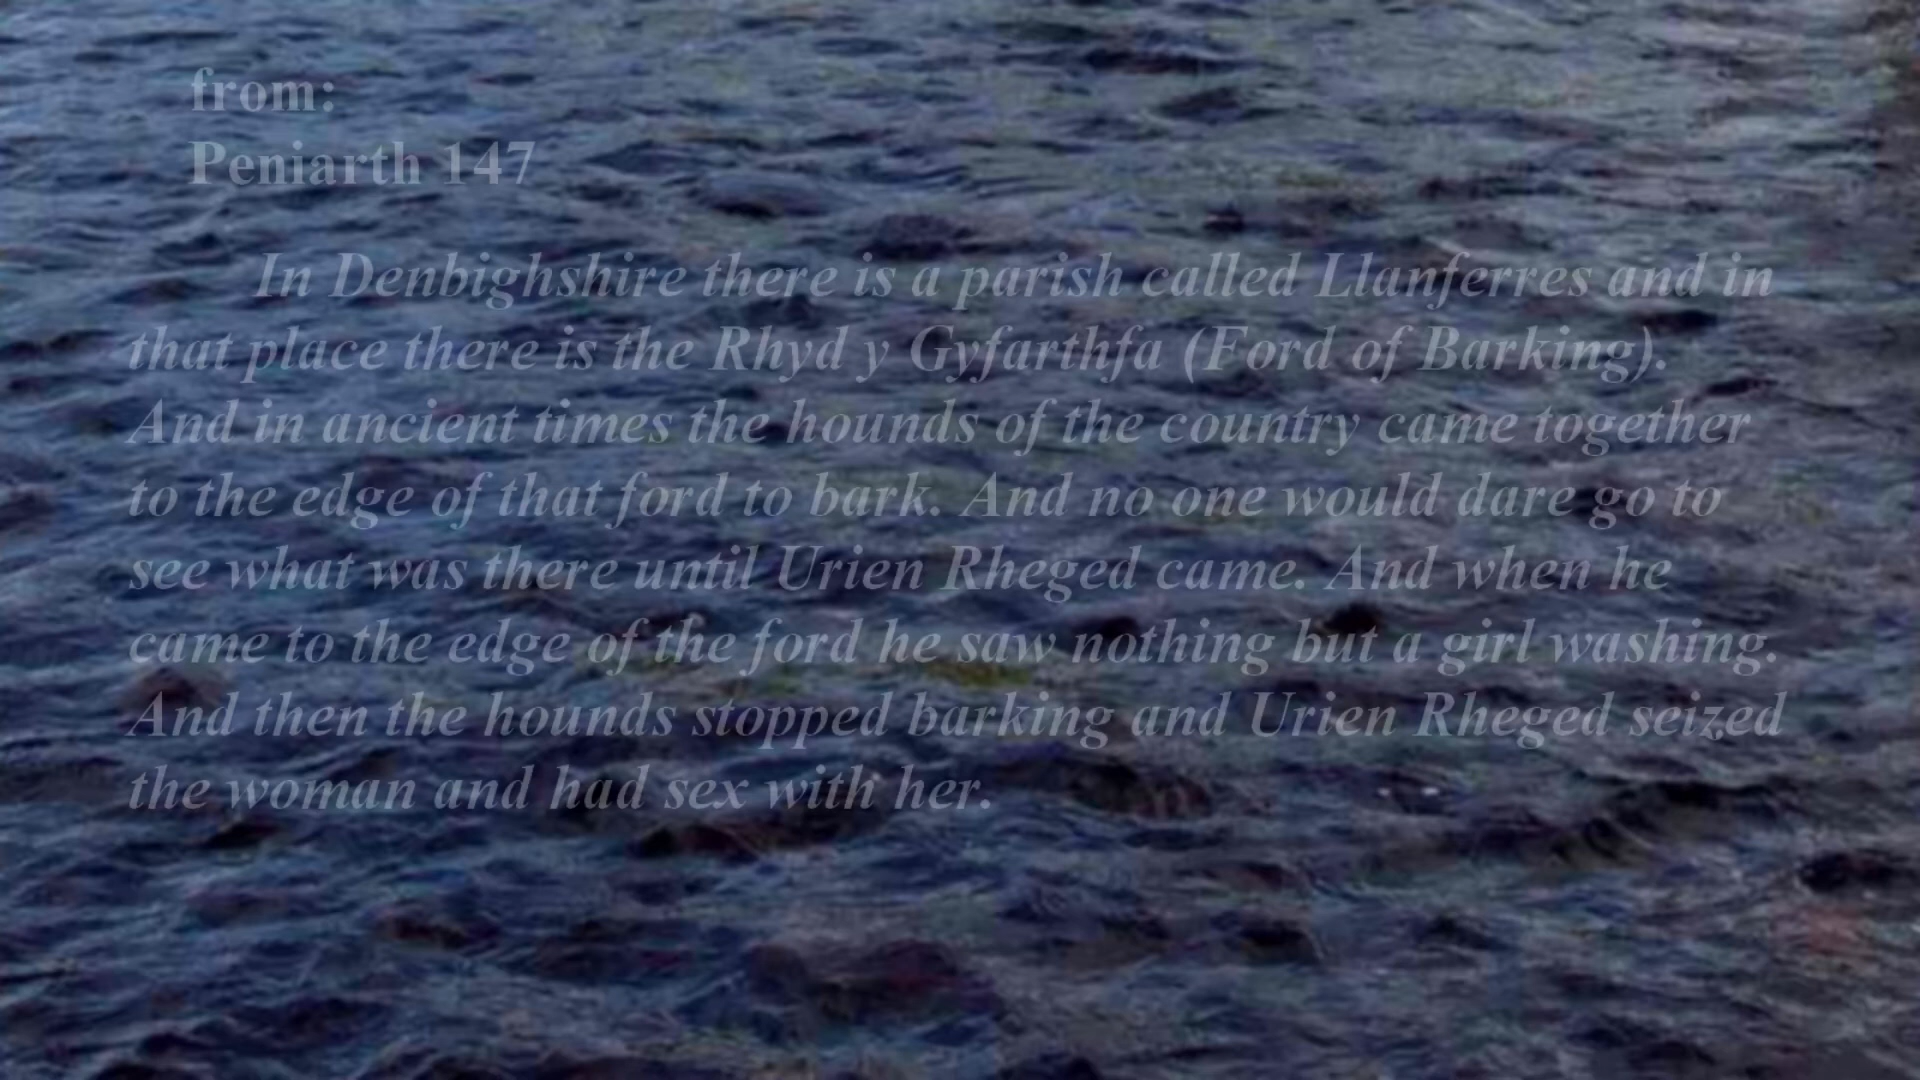 from:
Peniarth 147
In Denbighshire there is a parish called Llanferres and in
that place there is the Rhyd y Gyfarthfa (Ford of Barking).
And in ancient times the hounds of the country came together
to the edge of that ford to bark. And no one would dare go to
see what was there until Urien Rheged came. And when he
came to the edge of the ford he saw nothing but a girl washing.
And then the hounds stopped barking and Urien Rheged seized
the woman and had sex with her.